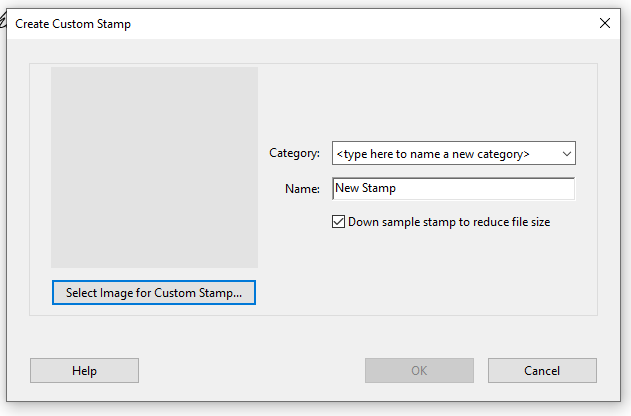 Create Custom Stamp
Category: <type here to name a new category>
Name: New Stamp
Down sample stamp to reduce file size
Select Image for Custom Stamp...
Help OK Cancel